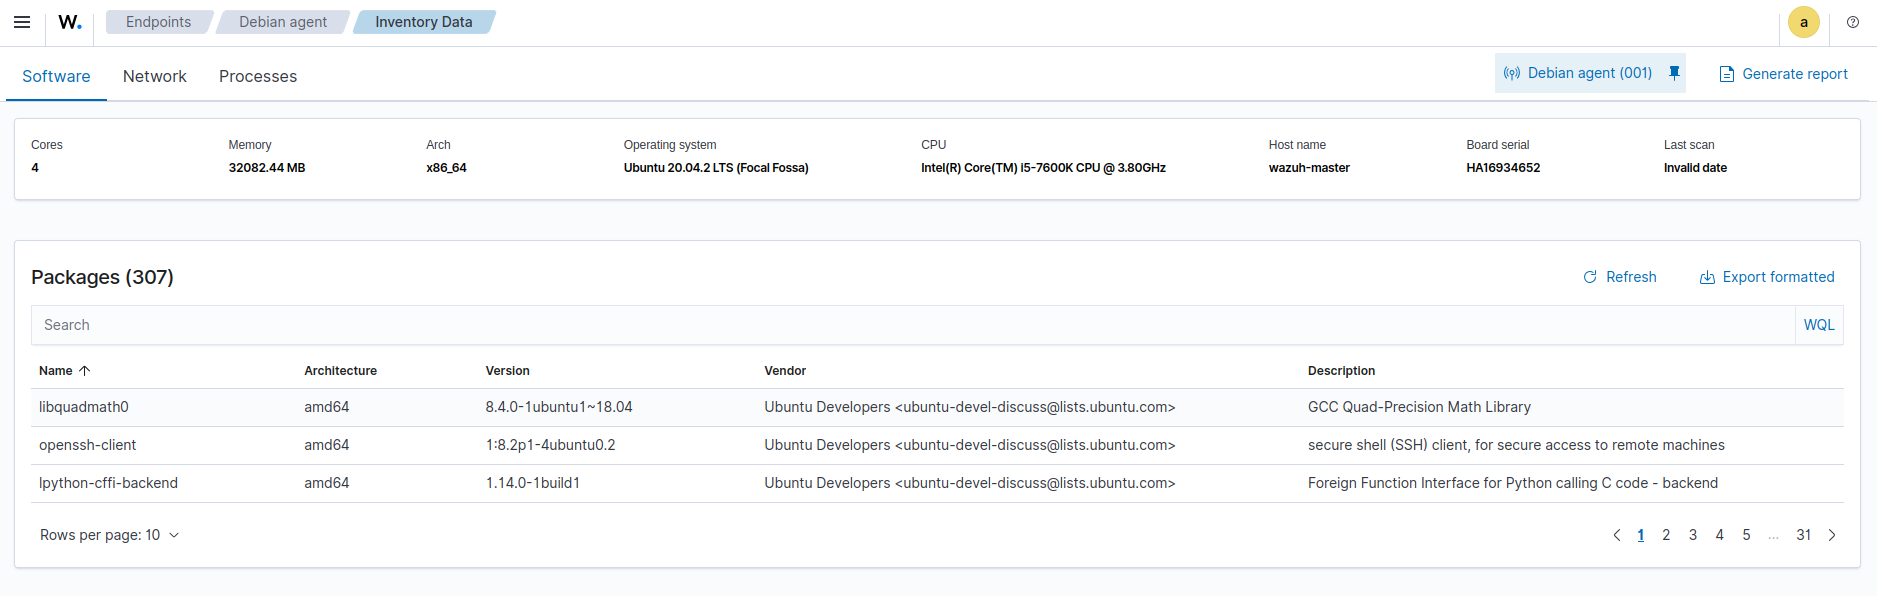 W. Endpoints Debian agent Inventory Data a
Software Network Processes Debian agent (001) Generate report
Cores Memory Arch Operating system CPU Host name Board serial Last scan
4 32082.44 MB x86_64 Ubuntu 20.04.2 LTS (Focal Fossa) Intel(R) Core(TM) i5-7600K CPU @ 3.80GHz wazuh-master HA16934652 Invalid date
Packages (307) Refresh Export formatted
Search WQL
Name Architecture Version Vendor Description
libquadmath0 amd64 8.4.0-1ubuntu1~18.04 Ubuntu Developers <ubuntu-devel-discuss@lists.ubuntu.com> GCC Quad-Precision Math Library
openssh-client amd64 1:8.2p1-4ubuntu0.2 Ubuntu Developers <ubuntu-devel-discuss@lists.ubuntu.com> secure shell (SSH) client, for secure access to remote machines
lpython-cffi-backend amd64 1.14.0-1build1 Ubuntu Developers <ubuntu-devel-discuss@lists.ubuntu.com> Foreign Function Interface for Python calling C code - backend
Rows per page: 10 1 2 3 4 5 ... 31